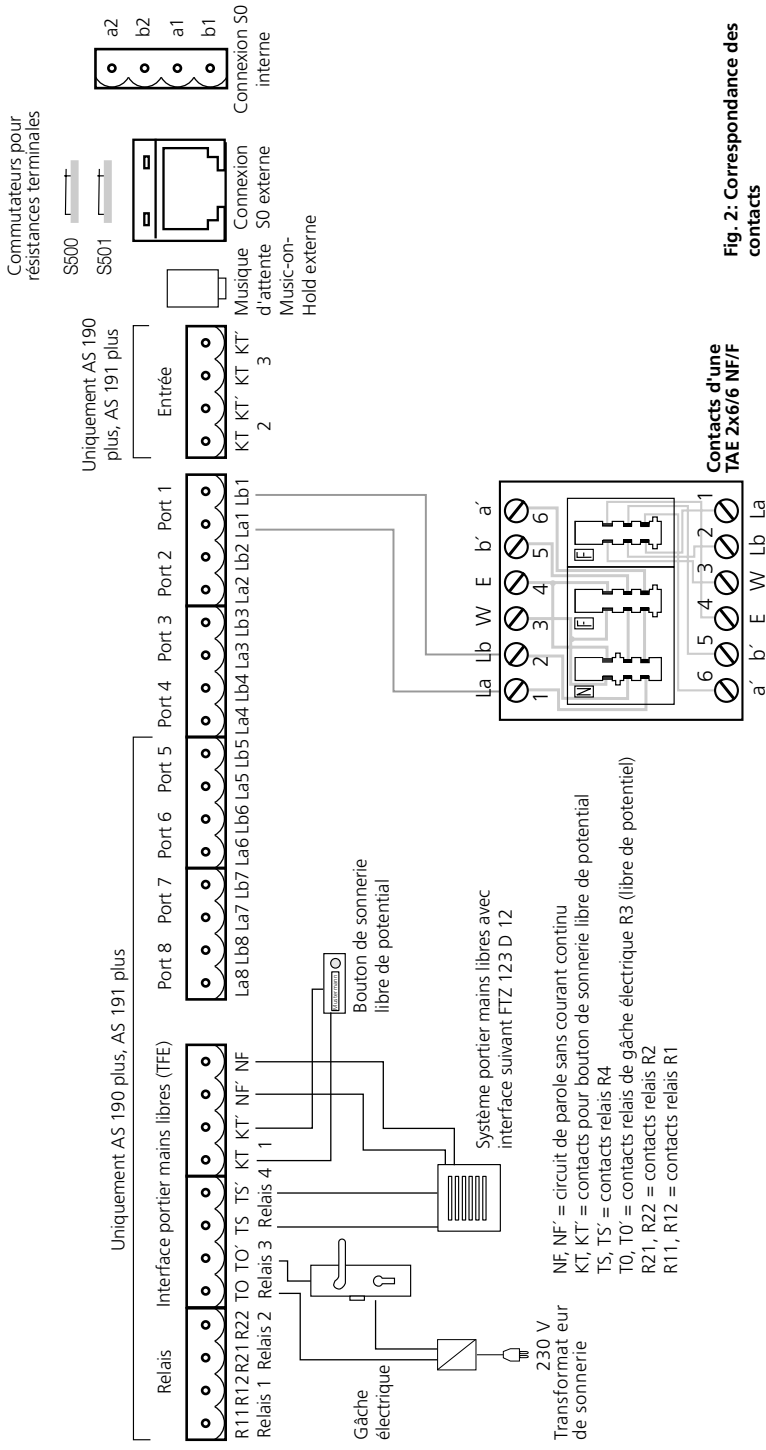 Uniquement AS 190 plus, AS 191 plus
Relais
Interface portier mains libres (TFE)
Port 8
Port 7
Port 6
Port 5
Port 4
Port 3
Port 2
Port 1
Uniquement AS 190
plus, AS 191 plus
Entrée
Commutateurs pour
résistances terminales
S500
S501
R11 R12 R21 R22
Relais 1 Relais 2
TO TO´ TS TS´
Relais 3 Relais 4
KT KT´ NF´ NF
1
La8 Lb8 La7 Lb7
La6 Lb6 La5 Lb5
La4 Lb4 La3 Lb3
La2 Lb2 La1 Lb1
KT KT´ KT KT´
2 3
Musique
d'attente
Music-on-
Hold externe
Connexion
S0 externe
a2 b2 a1 b1
Connexion S0
interne
Gâche
électrique
230 V
Transformat eur
de sonnerie
Mustermann
Bouton de sonnerie
libre de potential
Système portier mains libres avec
interface suivant FTZ 123 D 12
NF, NF´ = circuit de parole sans courant continu
KT, KT´ = contacts pour bouton de sonnerie libre de potential
TS, TS´ = contacts relais R4
T0, T0´ = contacts relais de gâche électrique R3 (libre de potentiel)
R21, R22 = contacts relais R2
R11, R12 = contacts relais R1
La Lb W E b´ a´
1 2 3 4 5 6
N F F
6 5 4 3 2 1
a´ b´ E W Lb La
Contacts d'une
TAE 2x6/6 NF/F
Fig. 2: Correspondance des
contacts